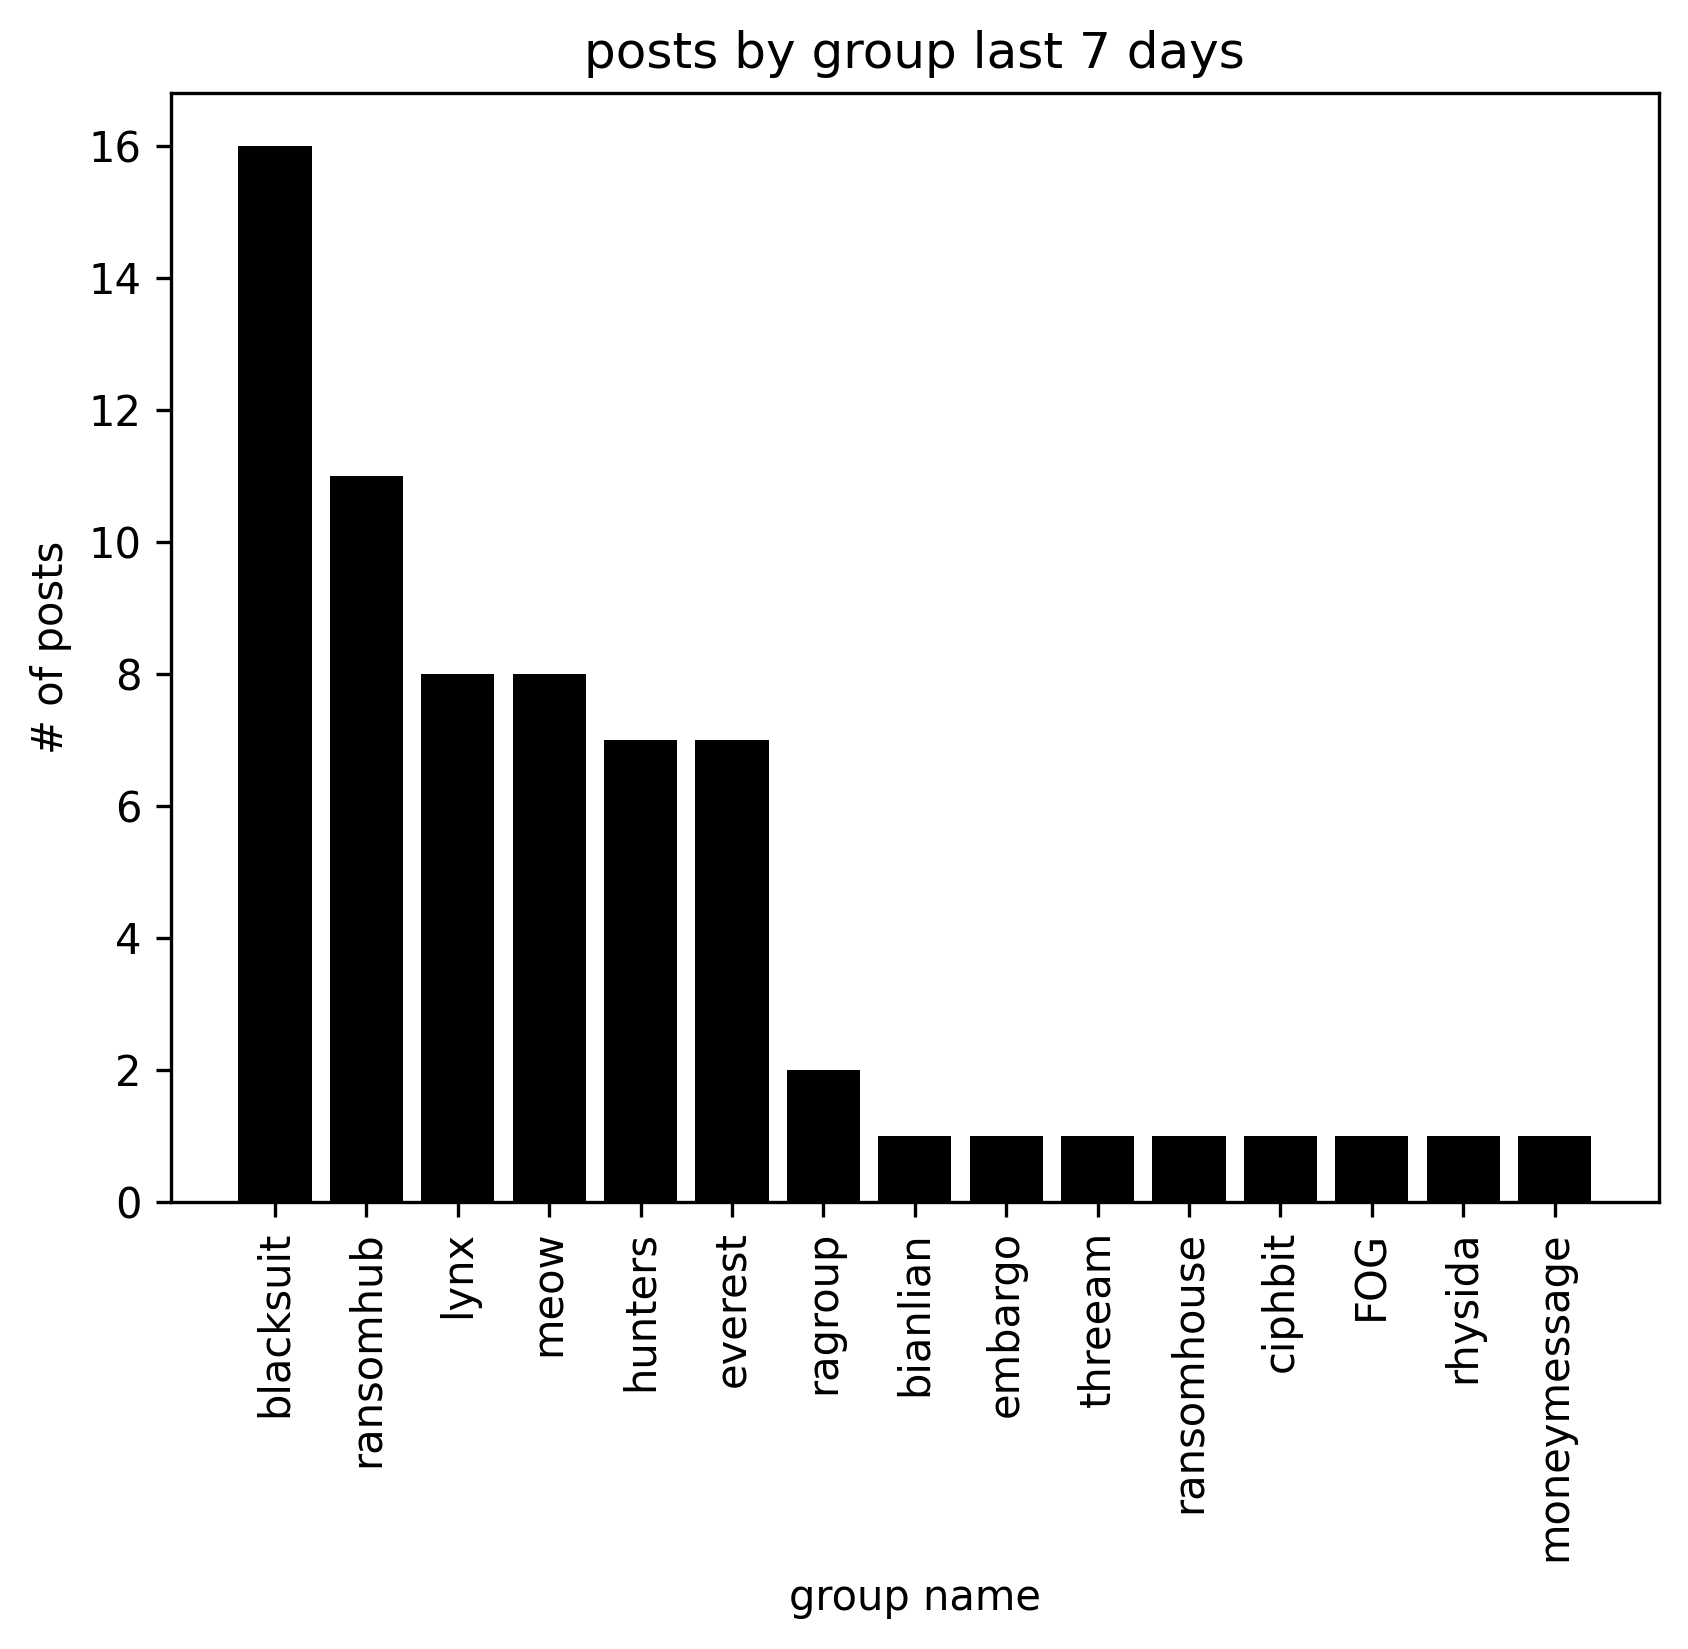 posts by group last 7 days
16
14
12
10
8
6
4
2
0
# of posts
blacksuit
ransomhub
lynx
meow
hunters
everest
ragroup
bianlian
embargo
threeam
ransomhouse
ciphbit
FOG
rhysida
moneymessage
group name